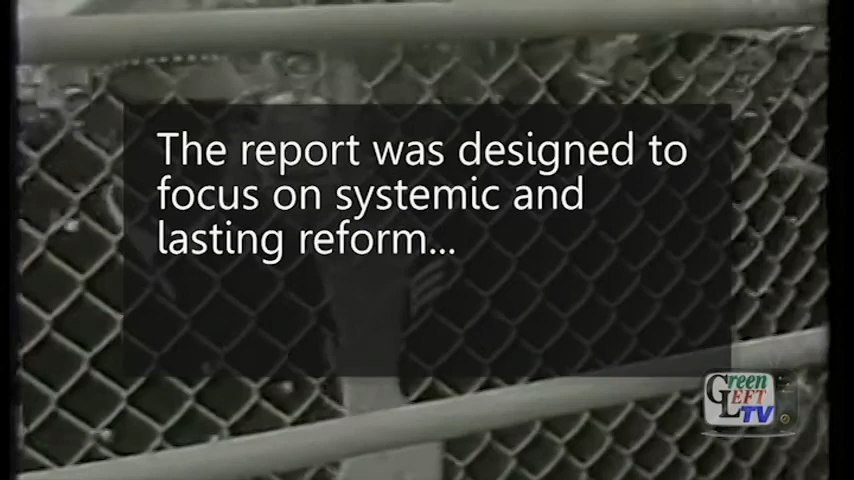 The report was designed to
focus on systemic and
lasting reform...
Green
LEFT
TV